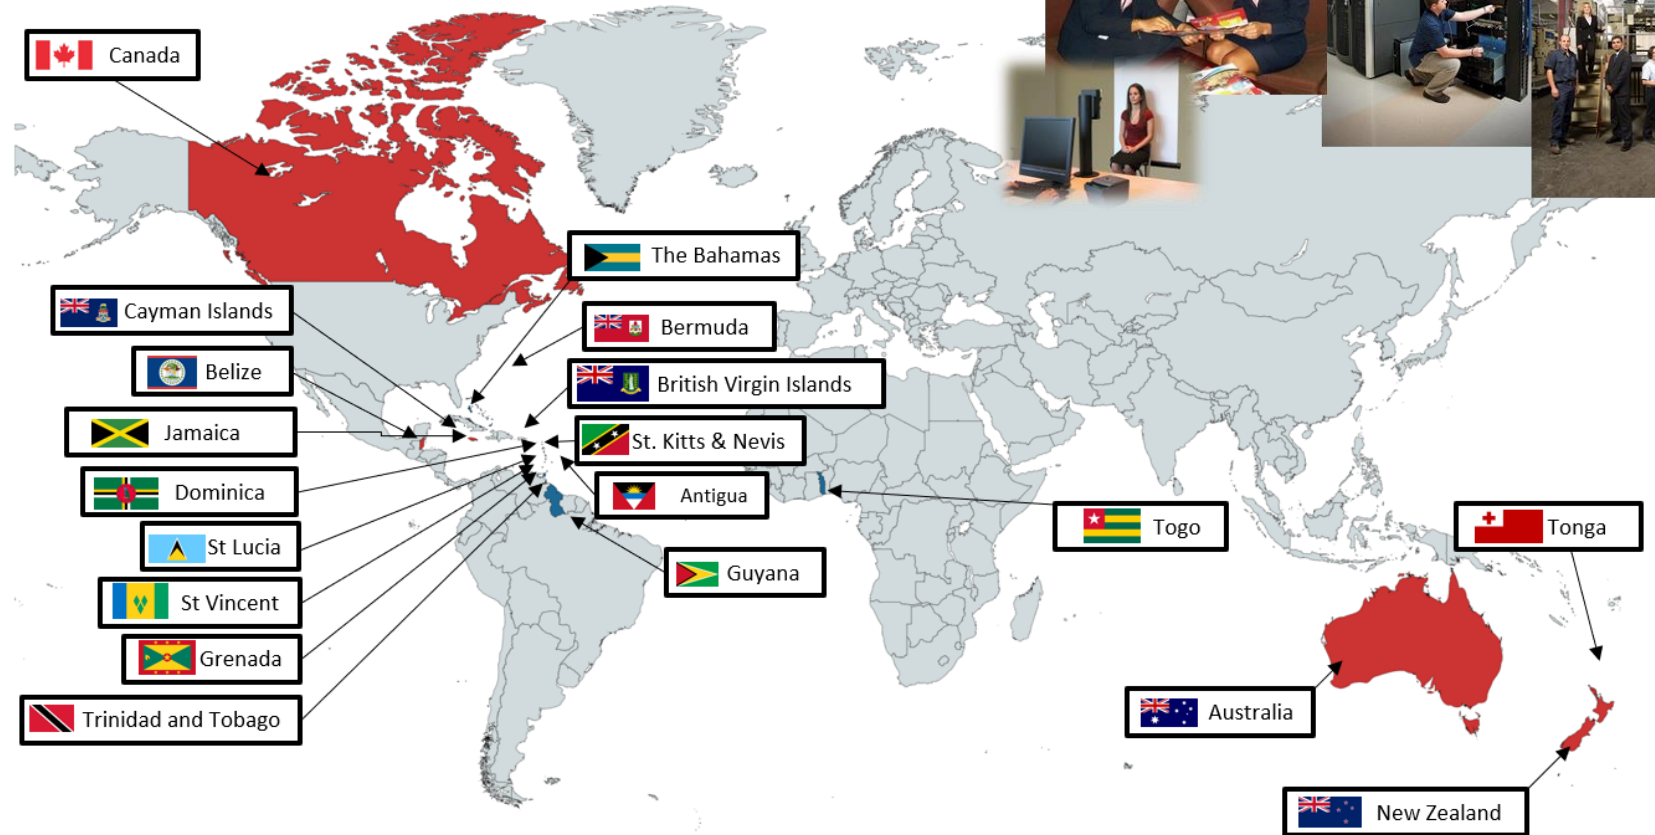 Canada
The Bahamas
Cayman Islands
Bermuda
Belize
British Virgin Islands
Jamaica
St. Kitts & Nevis
Dominica
Antigua
Togo
Tonga
St Lucia
Guyana
St Vincent
Grenada
Trinidad and Tobago
Australia
New Zealand